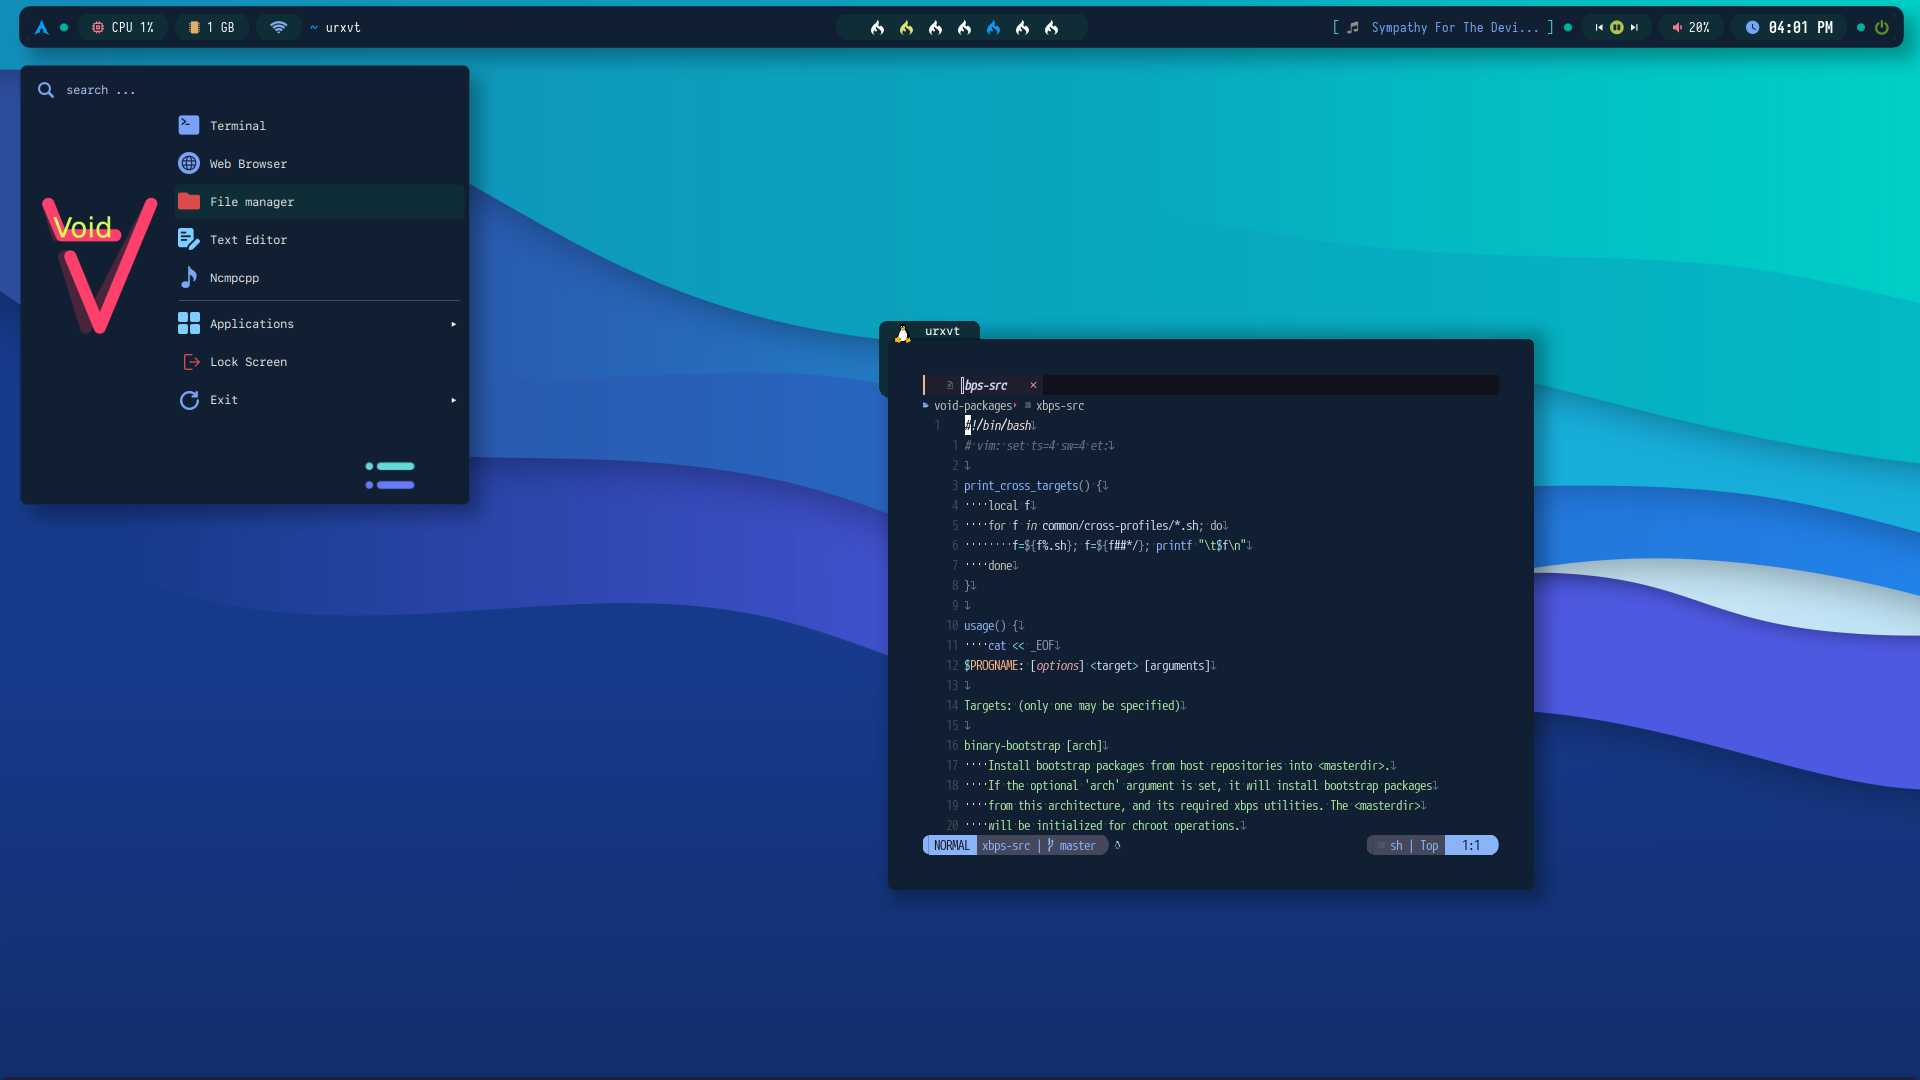 CPU 1%
1 GB
~ urxvt
[ Sympathy For The Devi... ]
20%
04:01 PM
search ...
Terminal
Web Browser
File manager
Text Editor
Ncmpcpp
Applications
Lock Screen
Exit
Void
urxvt
bps-src ×
void-packages xbps-src
1 #!/bin/bash
1 # vim: set ts=4 sw=4 et:
2
3 print_cross_targets() {
4 ····local f
5 ····for f in common/cross-profiles/*.sh; do
6 ········f=${f%.sh}; f=${f##*/}; printf "\t$f\n"
7 ····done
8 }
9
10 usage() {
11 ····cat << _EOF
12 $PROGNAME: [options] <target> [arguments]
13
14 Targets: (only one may be specified)
15
16 binary-bootstrap [arch]
17 ····Install bootstrap packages from host repositories into <masterdir>.
18 ····If the optional 'arch' argument is set, it will install bootstrap packages
19 ····from this architecture, and its required xbps utilities. The <masterdir>
20 ····will be initialized for chroot operations.
NORMAL xbps-src | master
sh | Top 1:1